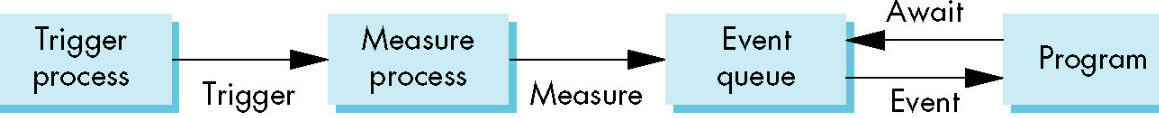 Trigger
process
Trigger
Measure
process
Measure
Event
queue
Await
Event
Program